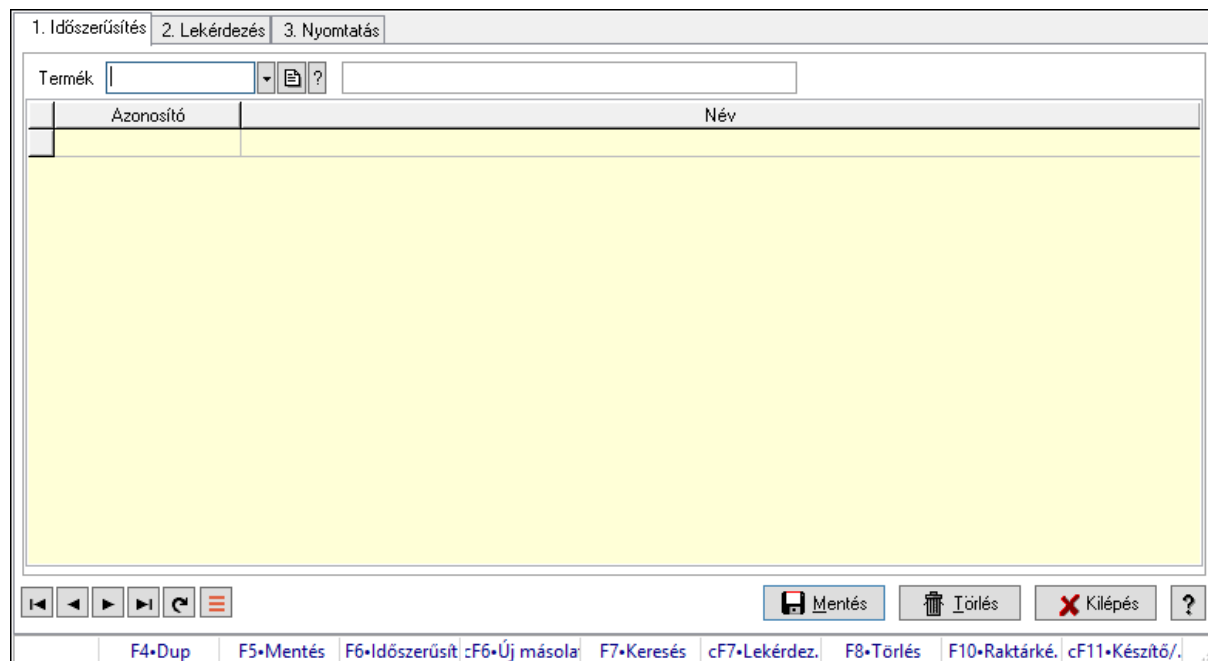 1. Időszerűsítés 2. Lekérdezés 3. Nyomtatás
Termék ?
Azonosító Név
Mentés Törlés Kilépés ?
F4•Dup F5•Mentés F6•Időszerűsít cF6•Új másola F7•Keresés cF7•Lekérdez. F8•Törlés F10•Raktárké. cF11•Készítő/.